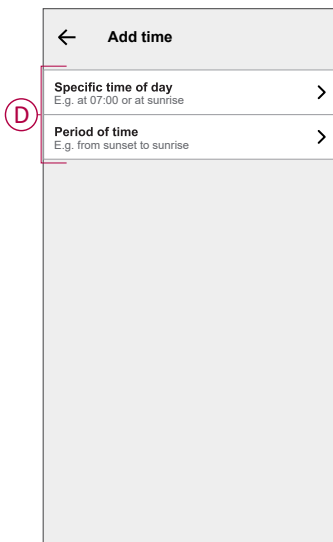 Add time
Specific time of day
E.g. at 07:00 or at sunrise
D
Period of time
E.g. from sunset to sunrise